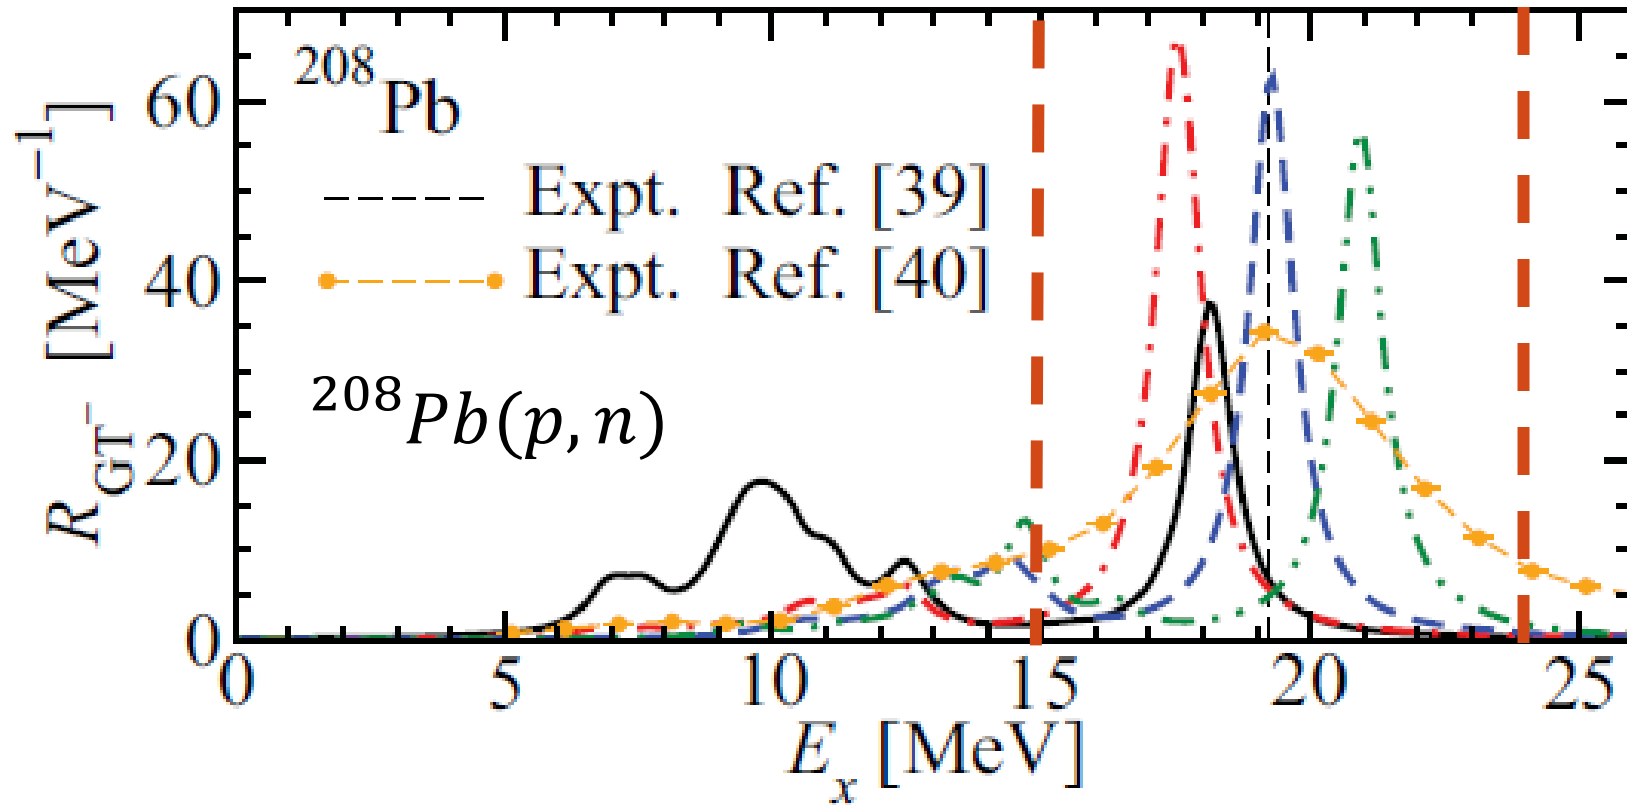 ²⁰⁸Pb
Expt. Ref. [39]
Expt. Ref. [40]
²⁰⁸Pb(p,n)
R_GT⁻ [MeV⁻¹]
60
40
20
0
0 5 10 15 20 25
Eₓ [MeV]